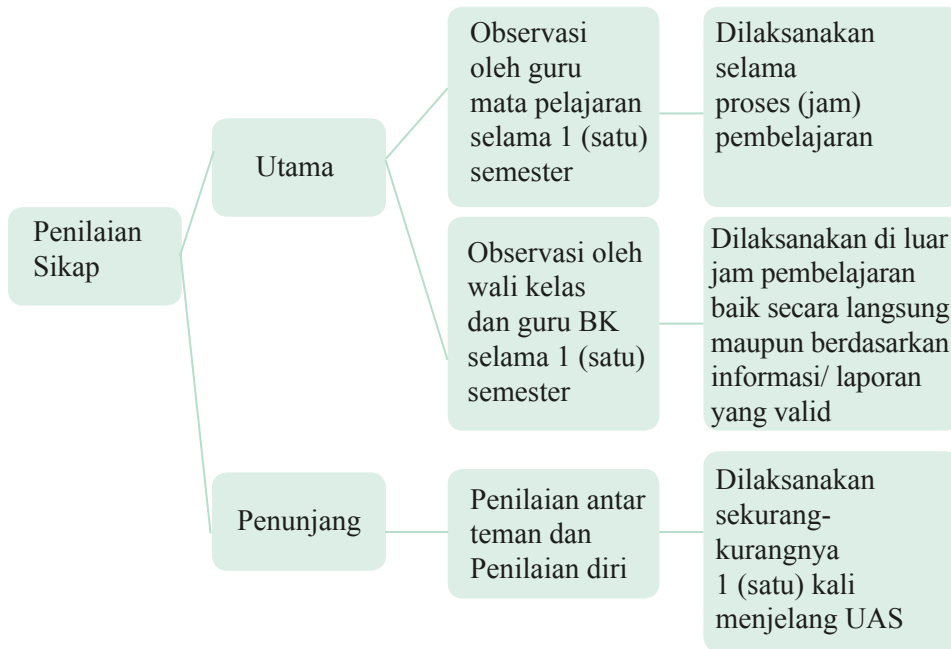 Penilaian
Sikap
Utama
Observasi
oleh guru
mata pelajaran
selama 1 (satu)
semester
Dilaksanakan
selama
proses (jam)
pembelajaran
Observasi oleh
wali kelas
dan guru BK
selama 1 (satu)
semester
Dilaksanakan di luar
jam pembelajaran
baik secara langsung
maupun berdasarkan
informasi/ laporan
yang valid
Penunjang
Penilaian antar
teman dan
Penilaian diri
Dilaksanakan
sekurang-
kurangnya
1 (satu) kali
menjelang UAS